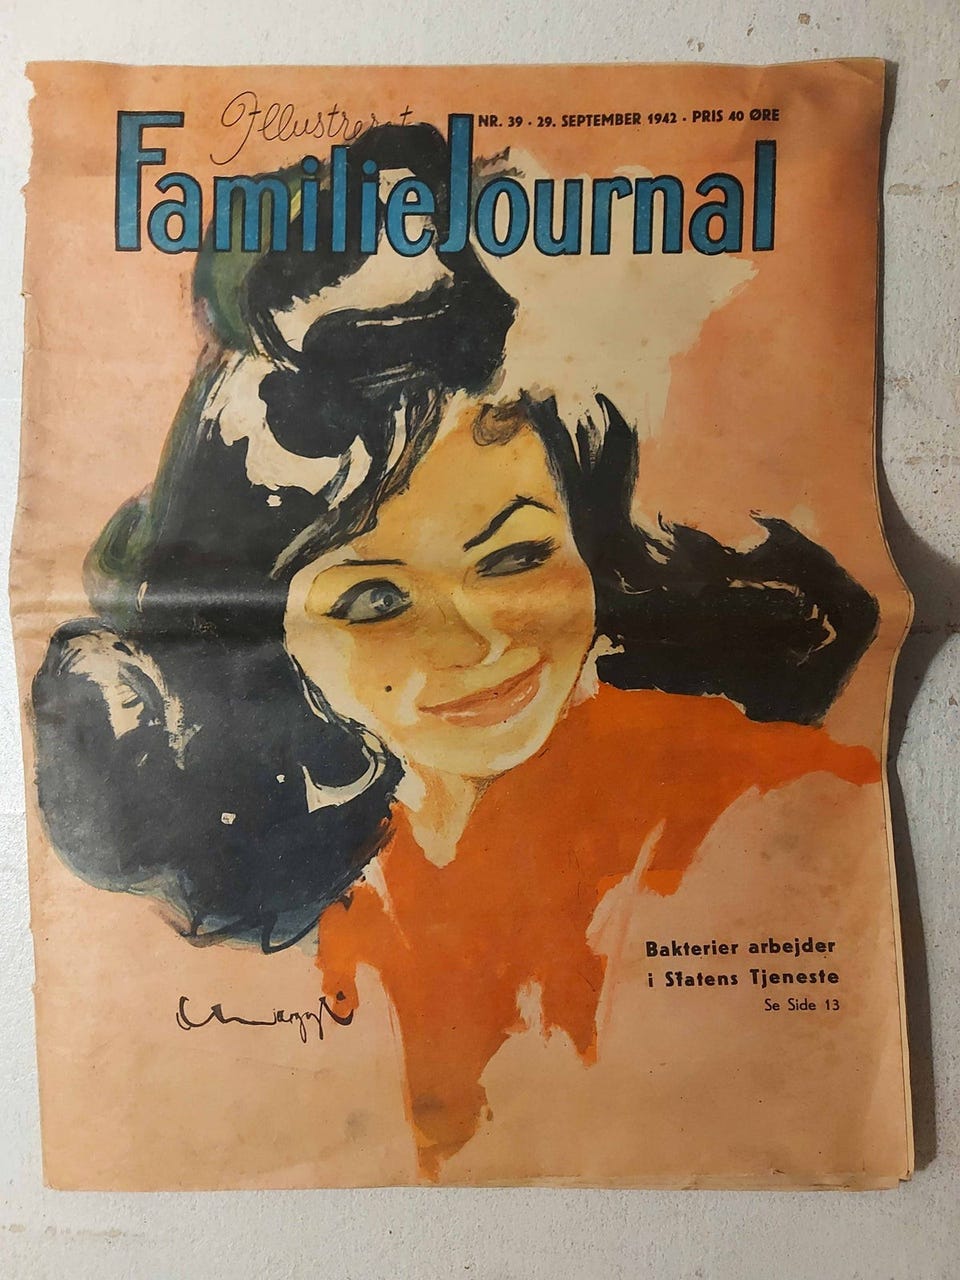 Illustreret
NR. 39 · 29. SEPTEMBER 1942 · PRIS 40 ØRE
FamilieJournal
Bakterier arbejder
i Statens Tjeneste
Se Side 13